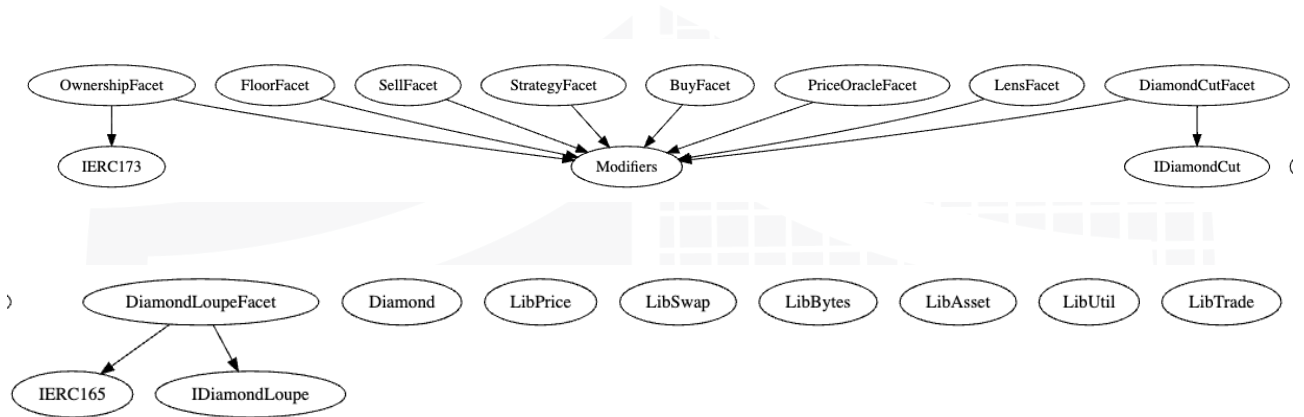 OwnershipFacet FloorFacet SellFacet StrategyFacet BuyFacet PriceOracleFacet LensFacet DiamondCutFacet
IERC173 Modifiers IDiamondCut
DiamondLoupeFacet Diamond LibPrice LibSwap LibBytes LibAsset LibUtil LibTrade
IERC165 IDiamondLoupe